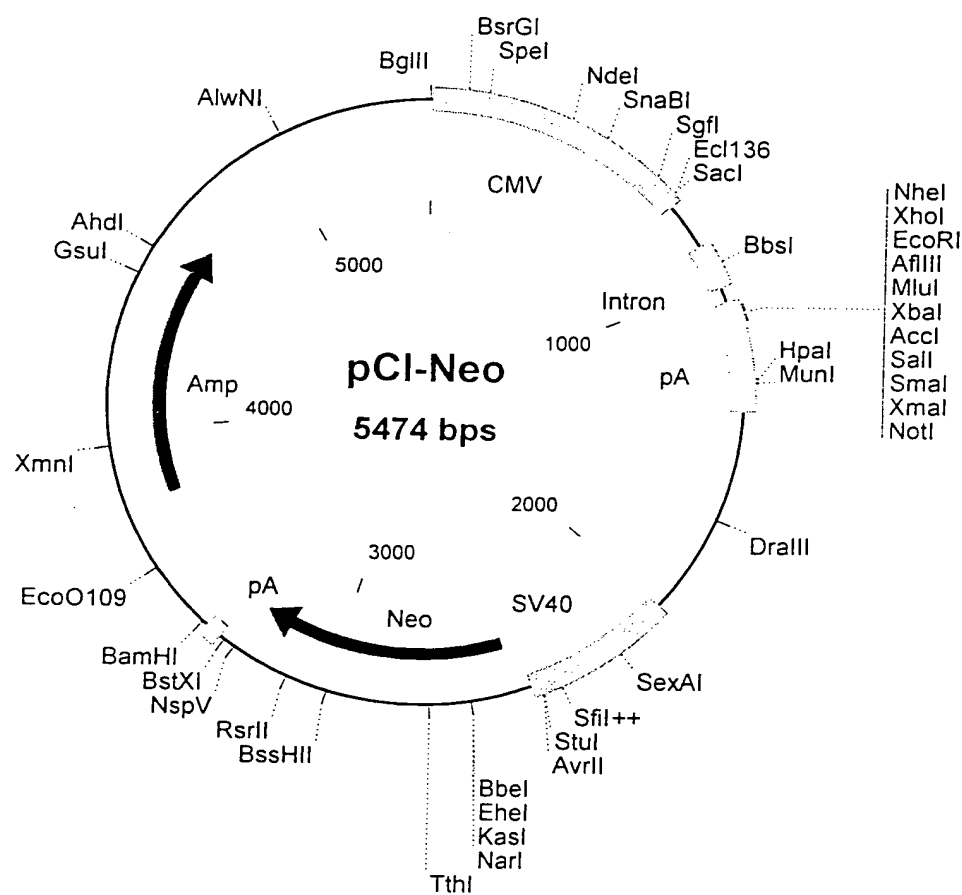 BsrGI
SpeI
BglII
NdeI
SnaBI
SgfI
Ecl136
SacI
AlwNI
CMV
NheI
XhoI
EcoRI
AflIII
MluI
XbaI
AccI
SalI
SmaI
XmaI
NotI
AhdI
GsuI
BbsI
5000
Intron
1000
HpaI
MunI
pCI-Neo
pA
Amp
4000
5474 bps
XmnI
2000
DraIII
3000
EcoO109
pA
Neo
SV40
BamHI
BstXI
NspV
SexAI
RsrII
BssHII
SfiI++
StuI
AvrII
BbeI
EheI
KasI
NarI
TthI